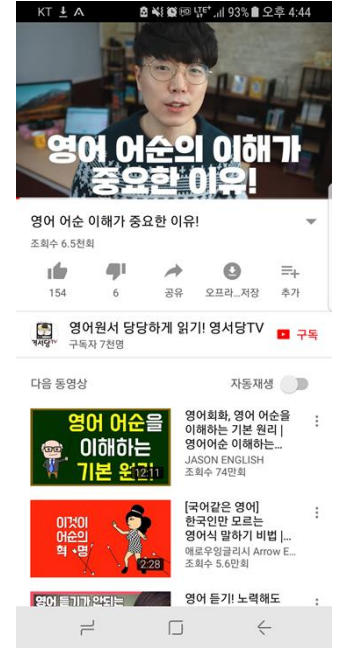 KT LTE+ 93% 오후 4:44
영어 어순의 이해가
중요한 이유!
영어 어순 이해가 중요한 이유!
조회수 6.5천회
154 6 공유 오프라...저장 추가
영어원서 당당하게 읽기! 영서당TV
구독자 7천명
구독
다음 동영상 자동재생
영어 어순을
이해하는
기본 원리
12:11
영어회화, 영어 어순을
이해하는 기본 원리 |
영어어순 이해하는...
JASON ENGLISH
조회수 74만회
이것이
어순의
혁명
2:28
[국어같은 영어]
한국인만 모르는
영어식 말하기 비법 |...
애로우잉글리시 Arrow E...
조회수 5.6만회
영어 듣기가 안되는
영어 듣기! 노력해도